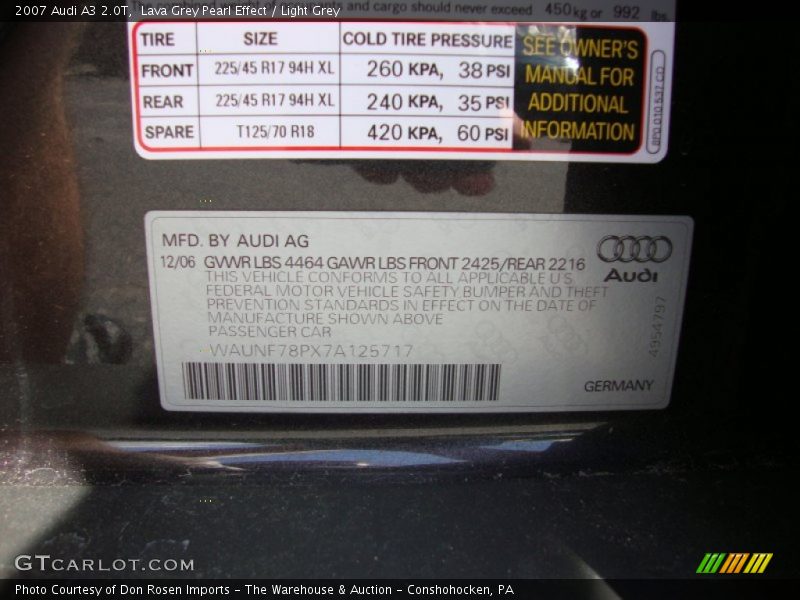 2007 Audi A3 2.0T, Lava Grey Pearl Effect / Light Grey
and cargo should never exceed 450 kg or 992 lbs.
TIRE SIZE COLD TIRE PRESSURE
FRONT 225/45 R17 94H XL 260 KPA, 38 PSI
REAR 225/45 R17 94H XL 240 KPA, 35 PSI
SPARE T125/70 R18 420 KPA, 60 PSI
SEE OWNER'S
MANUAL FOR
ADDITIONAL
INFORMATION
8P0 010 537 CD
MFD. BY AUDI AG
12/06 GVWR LBS 4464 GAWR LBS FRONT 2425/REAR 2216
THIS VEHICLE CONFORMS TO ALL APPLICABLE U.S.
FEDERAL MOTOR VEHICLE SAFETY BUMPER AND THEFT
PREVENTION STANDARDS IN EFFECT ON THE DATE OF
MANUFACTURE SHOWN ABOVE
PASSENGER CAR
WAUNF78PX7A125717
Audi
4954797
GERMANY
GTCARLOT.COM
Photo Courtesy of Don Rosen Imports – The Warehouse & Auction – Conshohocken, PA